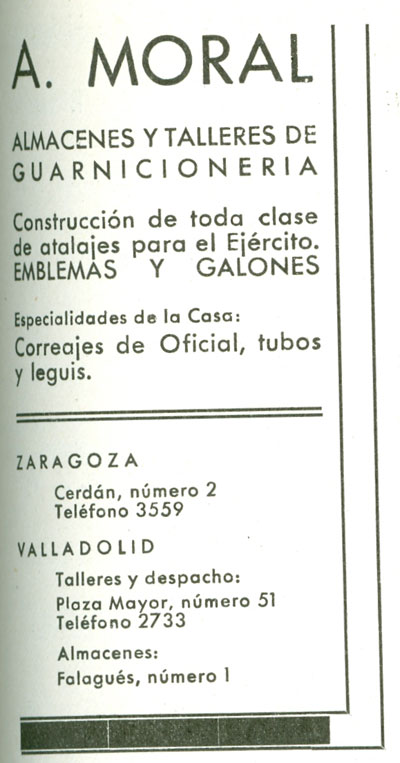 A. MORAL
ALMACENES Y TALLERES DE
GUARNICIONERIA
Construcción de toda clase
de atalajes para el Ejército.
EMBLEMAS Y GALONES
Especialidades de la Casa:
Correajes de Oficial, tubos
y leguis.
ZARAGOZA
Cerdán, número 2
Teléfono 3559
VALLADOLID
Talleres y despacho:
Plaza Mayor, número 51
Teléfono 2733
Almacenes:
Falagués, número 1